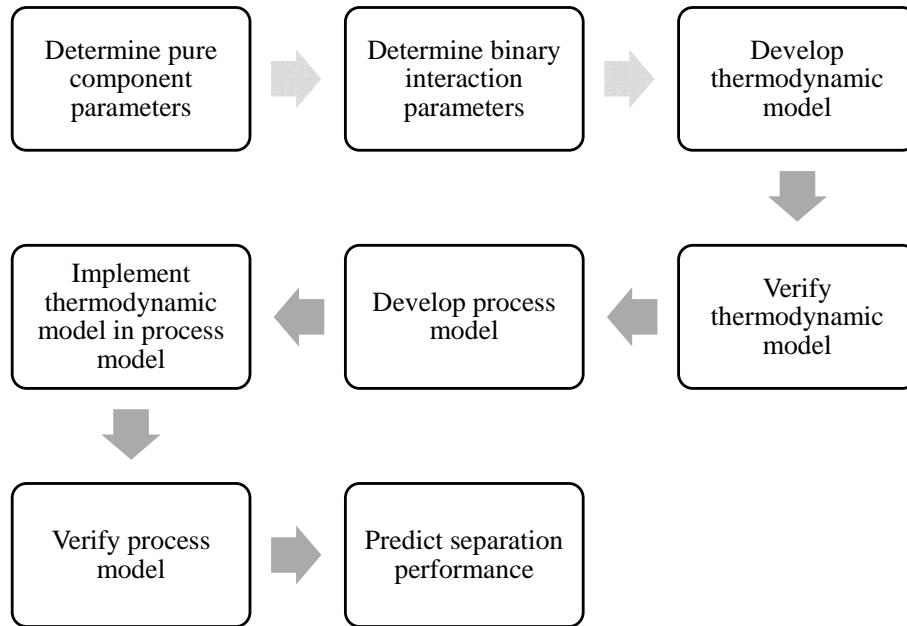 Determine pure
component
parameters
Determine binary
interaction
parameters
Develop
thermodynamic
model
Verify
thermodynamic
model
Develop process
model
Implement
thermodynamic
model in process
model
Verify process
model
Predict separation
performance